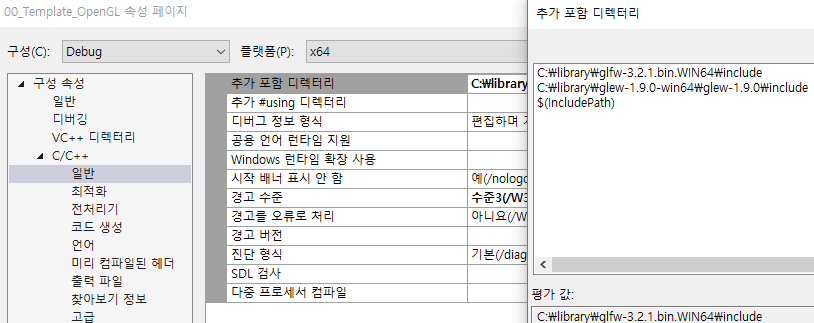 00_Template_OpenGL 속성 페이지
구성(C):
Debug
플랫폼(P):
x64
구성 속성
일반
디버깅
VC++ 디렉터리
C/C++
일반
최적화
전처리기
코드 생성
언어
미리 컴파일된 헤더
출력 파일
찾아보기 정보
고급
추가 포함 디렉터리 C:₩library
추가 #using 디렉터리
디버그 정보 형식 편집하며
공용 언어 런타임 지원
Windows 런타임 확장 사용
시작 배너 표시 안 함 예(/nologo
경고 수준 수준3(/W3
경고를 오류로 처리 아니요(/W
경고 버전
진단 형식 기본(/diag
SDL 검사
다중 프로세서 컴파일
추가 포함 디렉터리
C:₩library₩glfw-3.2.1.bin.WIN64₩include
C:₩library₩glew-1.9.0-win64₩glew-1.9.0₩include
$(IncludePath)
평가 값:
C:₩library₩glfw-3.2.1.bin.WIN64₩include